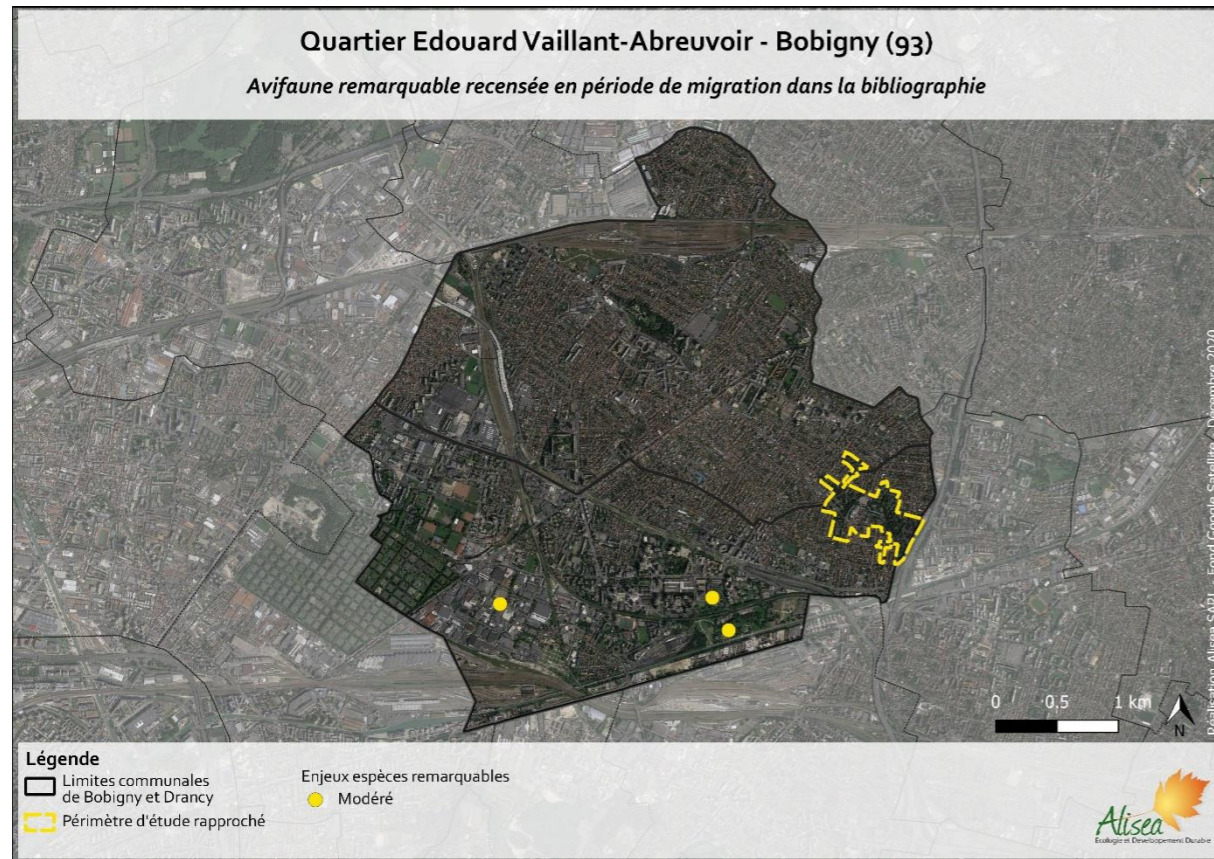 Quartier Edouard Vaillant-Abreuvoir - Bobigny (93)
Avifaune remarquable recensée en période de migration dans la bibliographie
Réalisation Alisea SARL - Fond Géode Satellite - Décembre 2020
0 0.5 1 km
N
Légende
Limites communales
de Bobigny et Drancy
Périmètre d'étude rapproché
Enjeux espèces remarquables
Modéré
Alisea
Ecologie et Développement Durable